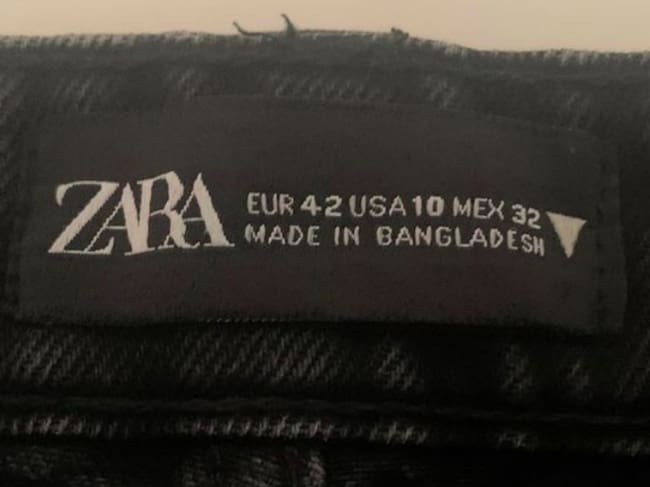 ZARA
EUR 42 USA 10 MEX 32
MADE IN BANGLADESH